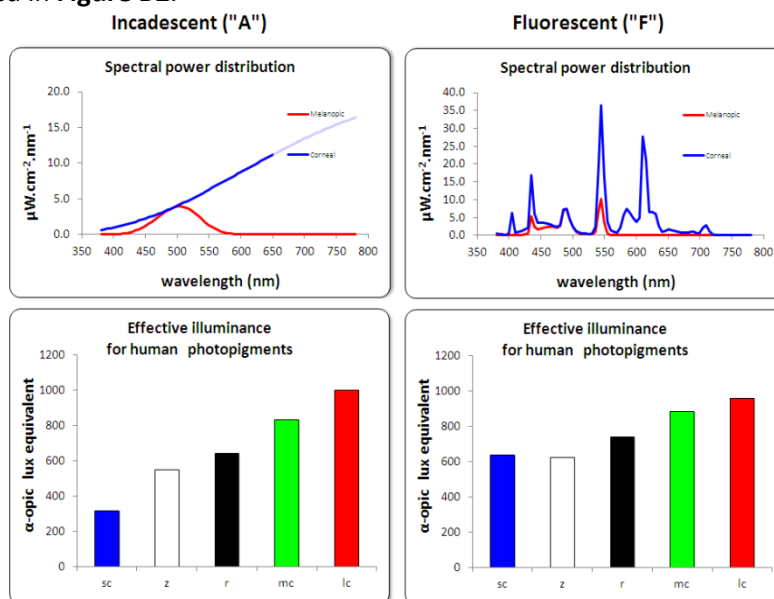 Incadescent ("A")
Fluorescent ("F")
Spectral power distribution
20.0
15.0
10.0
5.0
0.0
μW.cm-2.nm-1
Melanopic
Corneal
350 400 450 500 550 600 650 700 750 800
wavelength (nm)
Spectral power distribution
40.0
35.0
30.0
25.0
20.0
15.0
10.0
5.0
0.0
μW.cm-2.nm-1
Melanopic
Corneal
350 400 450 500 550 600 650 700 750 800
wavelength (nm)
Effective illuminance
for human photopigments
1200
1000
800
600
400
200
0
α-opic lux equivalent
sc z r mc lc
Effective illuminance
for human photopigments
1200
1000
800
600
400
200
0
α-opic lux equivalent
sc z r mc lc